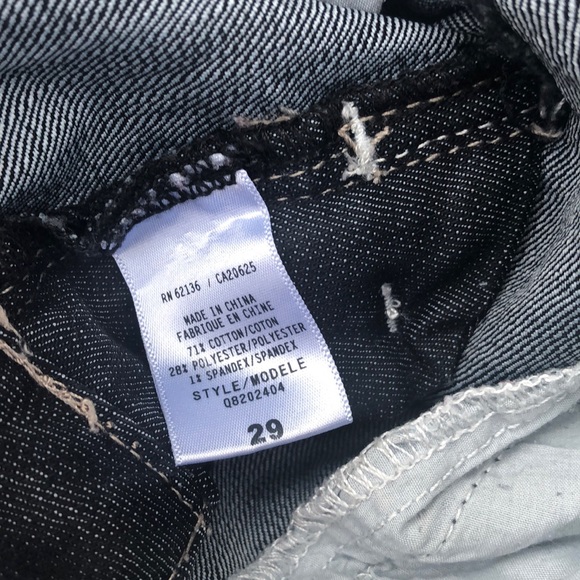 RN 62136 / CA20625
MADE IN CHINA
FABRIQUE EN CHINE
71% COTTON/COTON
28% POLYESTER/POLYESTER
1% SPANDEX/SPANDEX
STYLE/MODELE
Q8202404
29